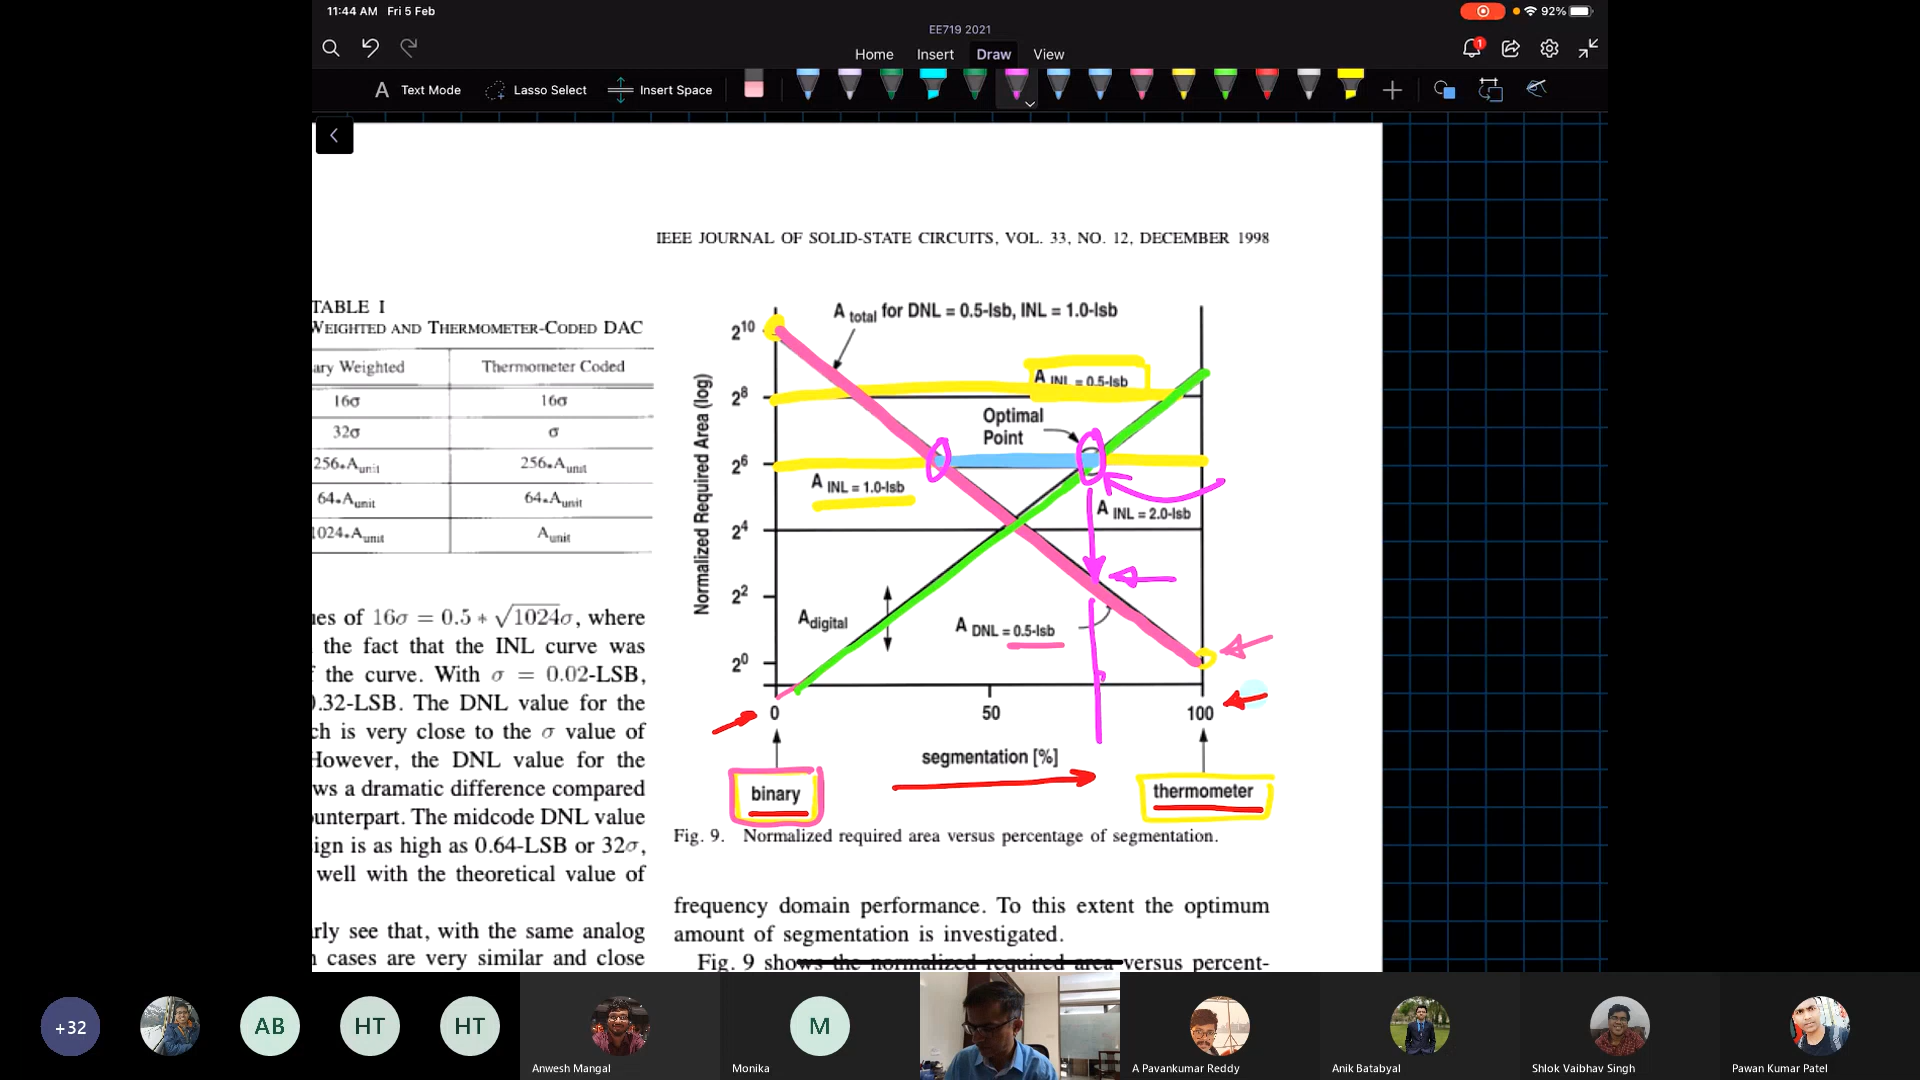 11:44 AM Fri 5 Feb
92%
EE719 2021
Home Insert Draw View
1
A Text Mode Lasso Select Insert Space
IEEE JOURNAL OF SOLID-STATE CIRCUITS, VOL. 33, NO. 12, DECEMBER 1998
TABLE I
WEIGHTED AND THERMOMETER-CODED DAC
ary Weighted Thermometer Coded
16σ 16σ
32σ σ
256•Aunit 256•Aunit
64•Aunit 64•Aunit
1024•Aunit Aunit
ues of 16σ = 0.5 * √1024σ, where
the fact that the INL curve was
f the curve. With σ = 0.02-LSB,
0.32-LSB. The DNL value for the
ch is very close to the σ value of
However, the DNL value for the
ws a dramatic difference compared
ounterpart. The midcode DNL value
ign is as high as 0.64-LSB or 32σ,
well with the theoretical value of
arly see that, with the same analog
n cases are very similar and close
A total for DNL = 0.5-lsb, INL = 1.0-lsb
2^10
A INL = 0.5-lsb
2^8
Optimal
Point
2^6
A INL = 1.0-lsb
A INL = 2.0-lsb
2^4
2^2
Adigital
A DNL = 0.5-lsb
2^0
Normalized Required Area (log)
0 50 100
segmentation [%]
binary thermometer
Fig. 9. Normalized required area versus percentage of segmentation.
frequency domain performance. To this extent the optimum
amount of segmentation is investigated.
Fig. 9 shows the normalized required area versus percent-
+32
AB
HT
HT
Anwesh Mangal
M
Monika
A Pavankumar Reddy
Anik Batabyal
Shlok Vaibhav Singh
Pawan Kumar Patel